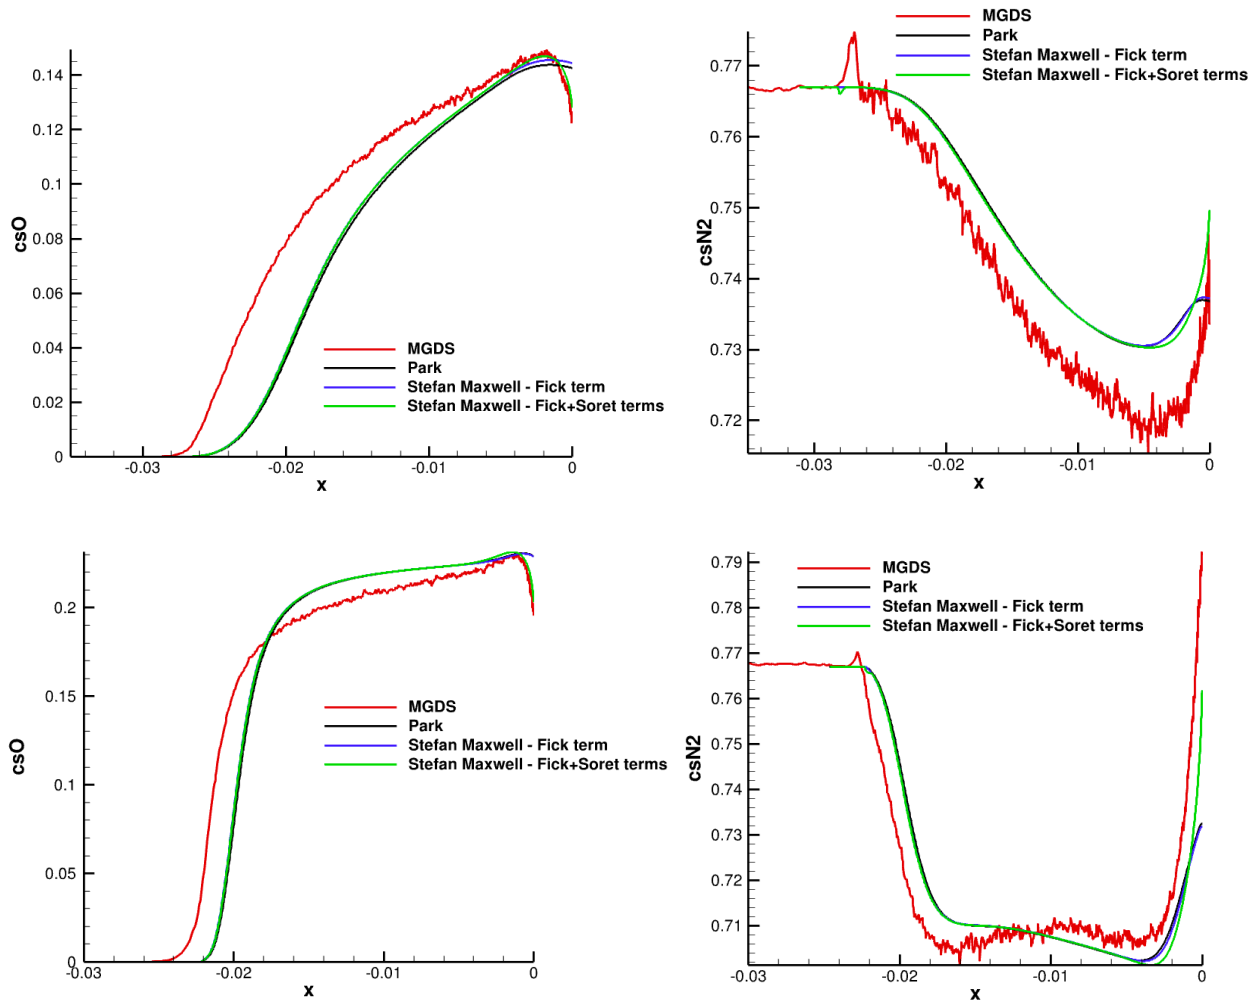 MGDS
Park
Stefan Maxwell - Fick term
Stefan Maxwell - Fick+Soret terms
0.14
0.12
0.1
0.08
0.06
0.04
0.02
0
csO
-0.03
-0.02
-0.01
0
x
MGDS
Park
Stefan Maxwell - Fick term
Stefan Maxwell - Fick+Soret terms
0.77
0.76
0.75
0.74
0.73
0.72
csN2
-0.03
-0.02
-0.01
0
x
0.2
0.15
0.1
0.05
0
csO
MGDS
Park
Stefan Maxwell - Fick term
Stefan Maxwell - Fick+Soret terms
-0.03
-0.02
-0.01
0
x
MGDS
Park
Stefan Maxwell - Fick term
Stefan Maxwell - Fick+Soret terms
0.79
0.78
0.77
0.76
0.75
0.74
0.73
0.72
0.71
csN2
-0.03
-0.02
-0.01
0
x